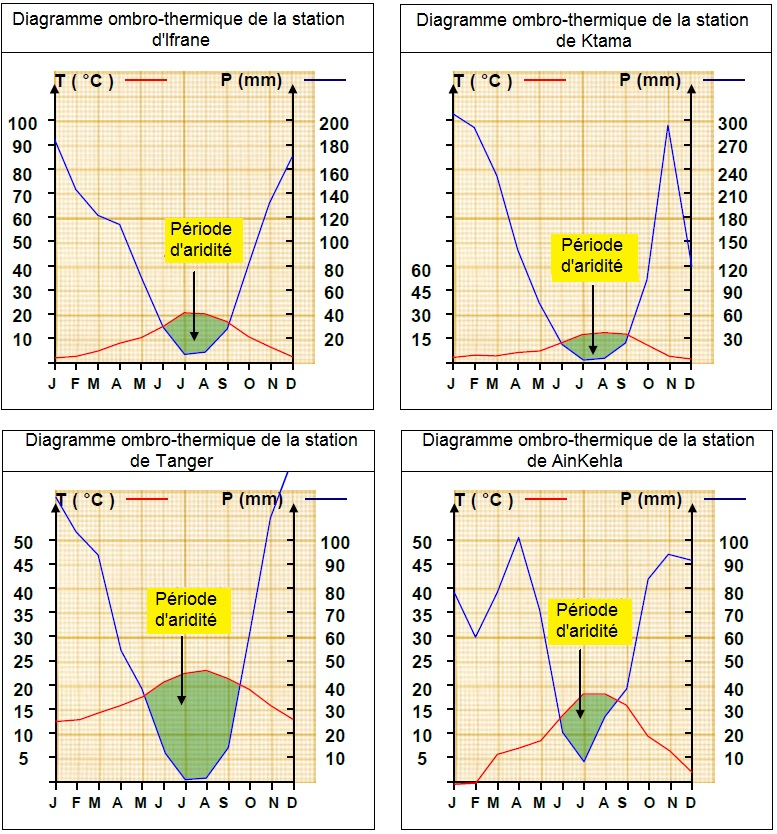 Diagramme ombro-thermique de la station
d'Ifrane
T ( °C )
P (mm)
100
90
80
70
60
50
40
30
20
10
200
180
160
140
120
100
80
60
40
20
Période
d'aridité
J F M A M J J A S O N D
Diagramme ombro-thermique de la station
de Ktama
T ( °C )
P (mm)
60
45
30
15
300
270
240
210
180
150
120
90
60
30
Période
d'aridité
J F M A M J J A S O N D
Diagramme ombro-thermique de la station
de Tanger
T ( °C )
P (mm)
50
45
40
35
30
25
20
15
10
5
100
90
80
70
60
50
40
30
20
10
Période
d'aridité
J F M A M J J A S O N D
Diagramme ombro-thermique de la station
de AinKehla
T ( °C )
P (mm)
50
45
40
35
30
25
20
15
10
5
100
90
80
70
60
50
40
30
20
10
Période
d'aridité
J F M A M J J A S O N D